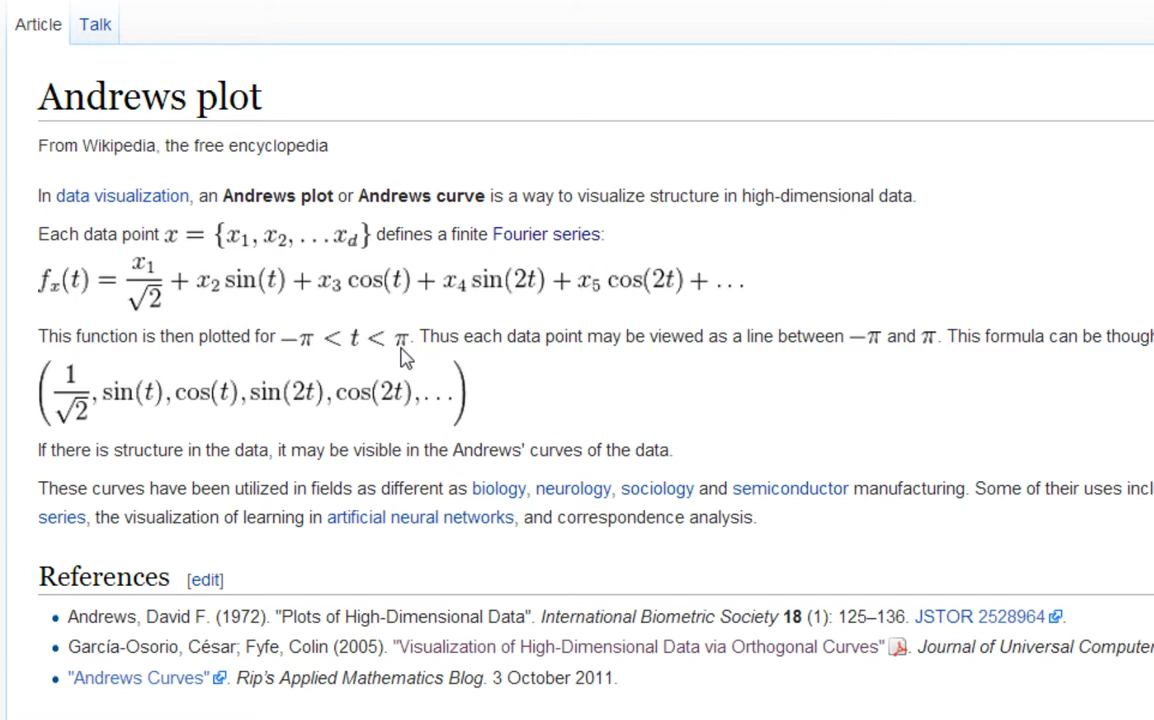 Article Talk
Andrews plot
From Wikipedia, the free encyclopedia
In data visualization, an Andrews plot or Andrews curve is a way to visualize structure in high-dimensional data.
Each data point x = {x₁, x₂, . . . x_d} defines a finite Fourier series:
fₓ(t) = x₁/√2 + x₂ sin(t) + x₃ cos(t) + x₄ sin(2t) + x₅ cos(2t) + . . .
This function is then plotted for −π < t < π. Thus each data point may be viewed as a line between −π and π. This formula can be though
(1/√2, sin(t), cos(t), sin(2t), cos(2t), . . .)
If there is structure in the data, it may be visible in the Andrews' curves of the data.
These curves have been utilized in fields as different as biology, neurology, sociology and semiconductor manufacturing. Some of their uses incl
series, the visualization of learning in artificial neural networks, and correspondence analysis.
References [edit]
• Andrews, David F. (1972). "Plots of High-Dimensional Data". International Biometric Society 18 (1): 125–136. JSTOR 2528964.
• García-Osorio, César; Fyfe, Colin (2005). "Visualization of High-Dimensional Data via Orthogonal Curves". Journal of Universal Computer
• "Andrews Curves". Rip's Applied Mathematics Blog. 3 October 2011.